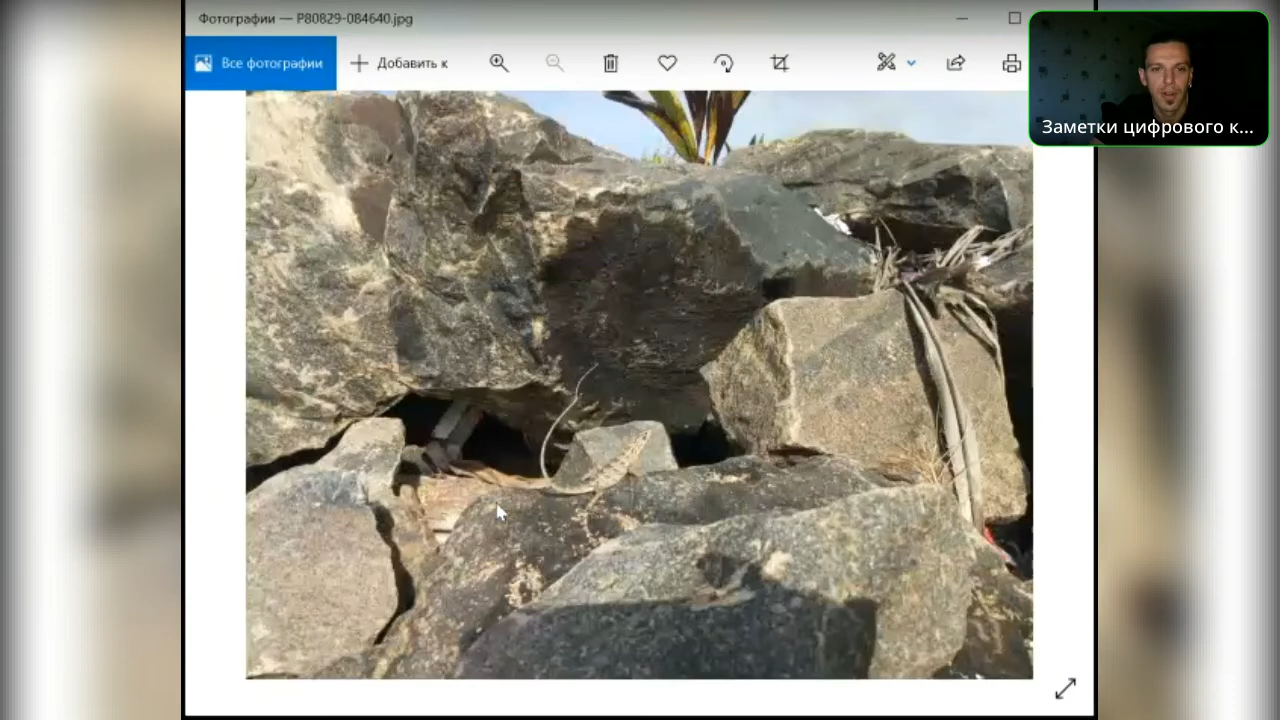 Фотографии — P80829-084640.jpg
Все фотографии
Добавить к
Заметки цифрового к...